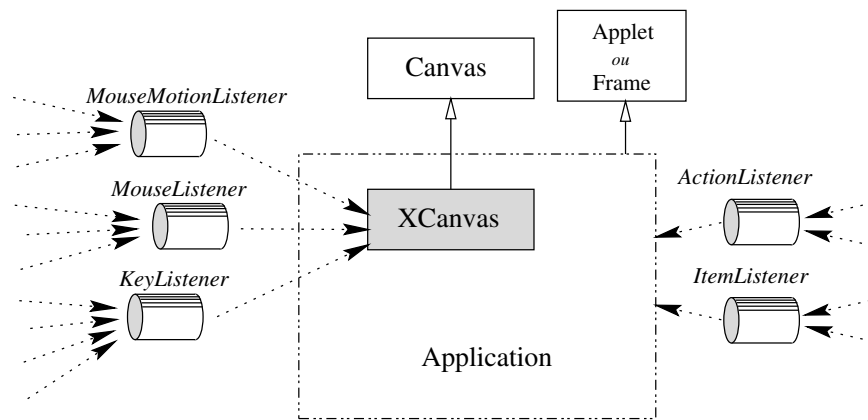 Applet
ou
Frame
Canvas
MouseMotionListener
MouseListener
ActionListener
XCanvas
KeyListener
ItemListener
Application